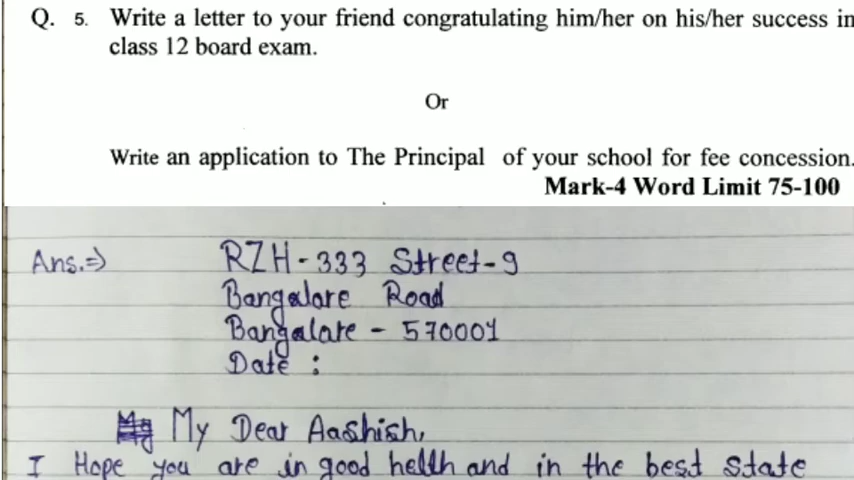 Q. 5. Write a letter to your friend congratulating him/her on his/her success in
class 12 board exam.
Or
Write an application to The Principal of your school for fee concession.
Mark-4 Word Limit 75-100
Ans.⇒ RZH-333 Street-9
Bangalore Road
Bangalare - 570001
Date :
My Dear Aashish,
I Hope you are in good helth and in the best state